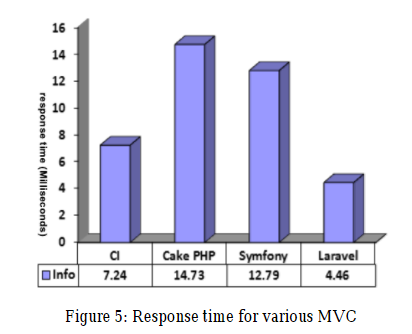 16
14
12
10
8
6
4
2
0
response time (Milliseconds)
CI Cake PHP Symfony Laravel
Info 7.24 14.73 12.79 4.46
Figure 5: Response time for various MVC